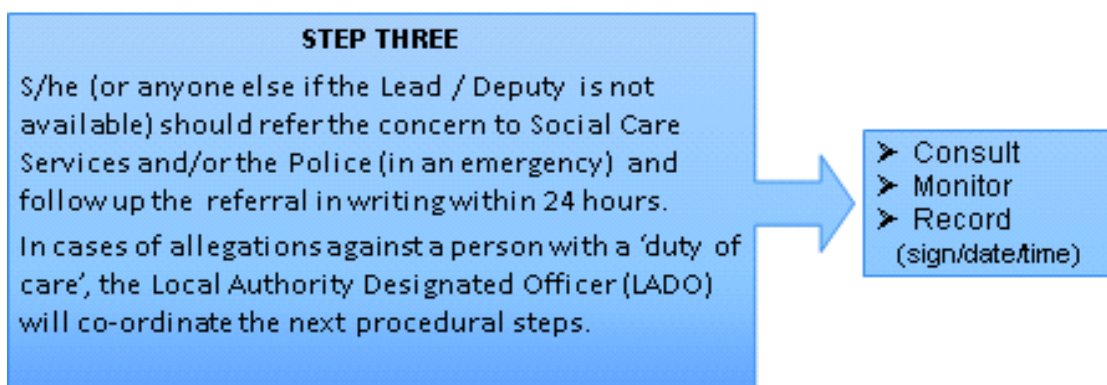 STEP THREE
S/he (or anyone else if the Lead / Deputy is not
available) should refer the concern to Social Care
Services and/or the Police (in an emergency) and
follow up the referral in writing within 24 hours.
In cases of allegations against a person with a ‘duty of
care’, the Local Authority Designated Officer (LADO)
will co-ordinate the next procedural steps.
➤ Consult
➤ Monitor
➤ Record
(sign/date/time)